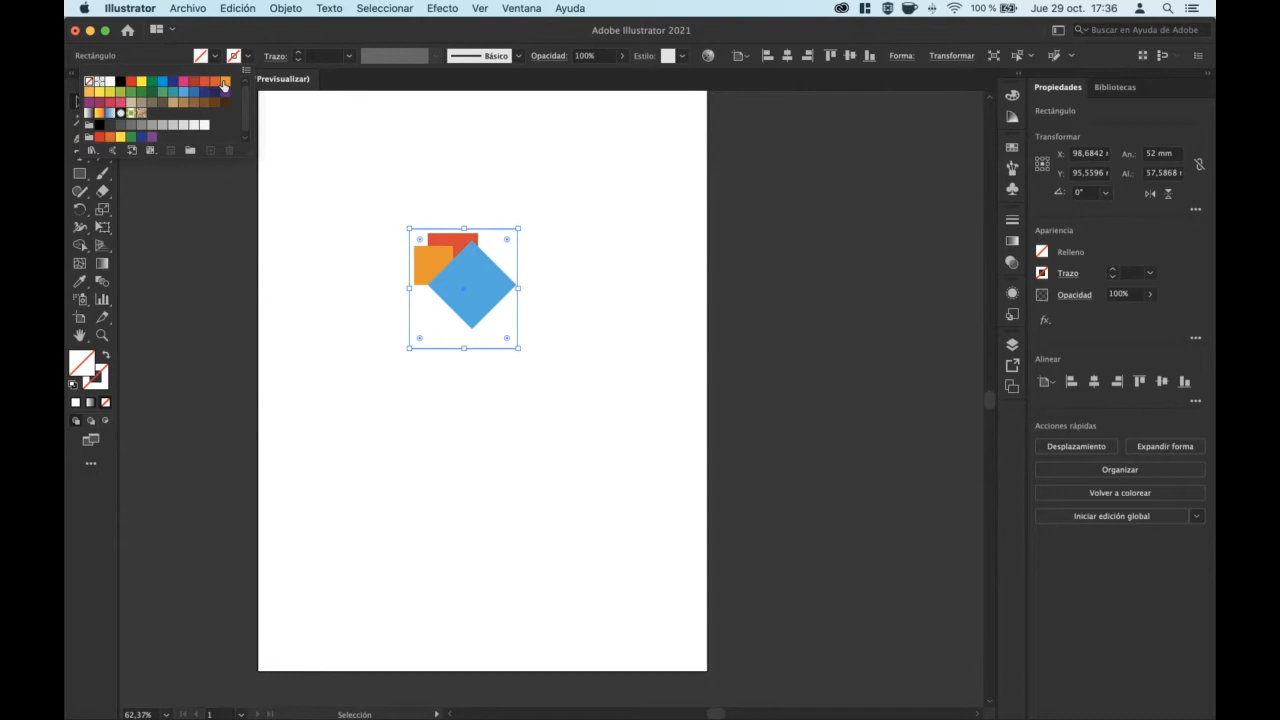 Illustrator Archivo Edición Objeto Texto Seleccionar Efecto Ver Ventana Ayuda 100 % Jue 29 oct. 17:36
Adobe Illustrator 2021 Buscar en Ayuda de Adobe
Rectángulo Trazo: Básico Opacidad: 100% Estilo: Forma: Transformar
Previsualizar)
Propiedades Bibliotecas
Rectángulo
Transformar
X: 98,6842 An.: 52 mm
Y: 95,5596 Al.: 57,5868
0°
Apariencia
Relleno
Trazo
Opacidad 100%
fx.
Alinear
Acciones rápidas
Desplazamiento Expandir forma
Organizar
Volver a colorear
Iniciar edición global
62,37% 1 Selección